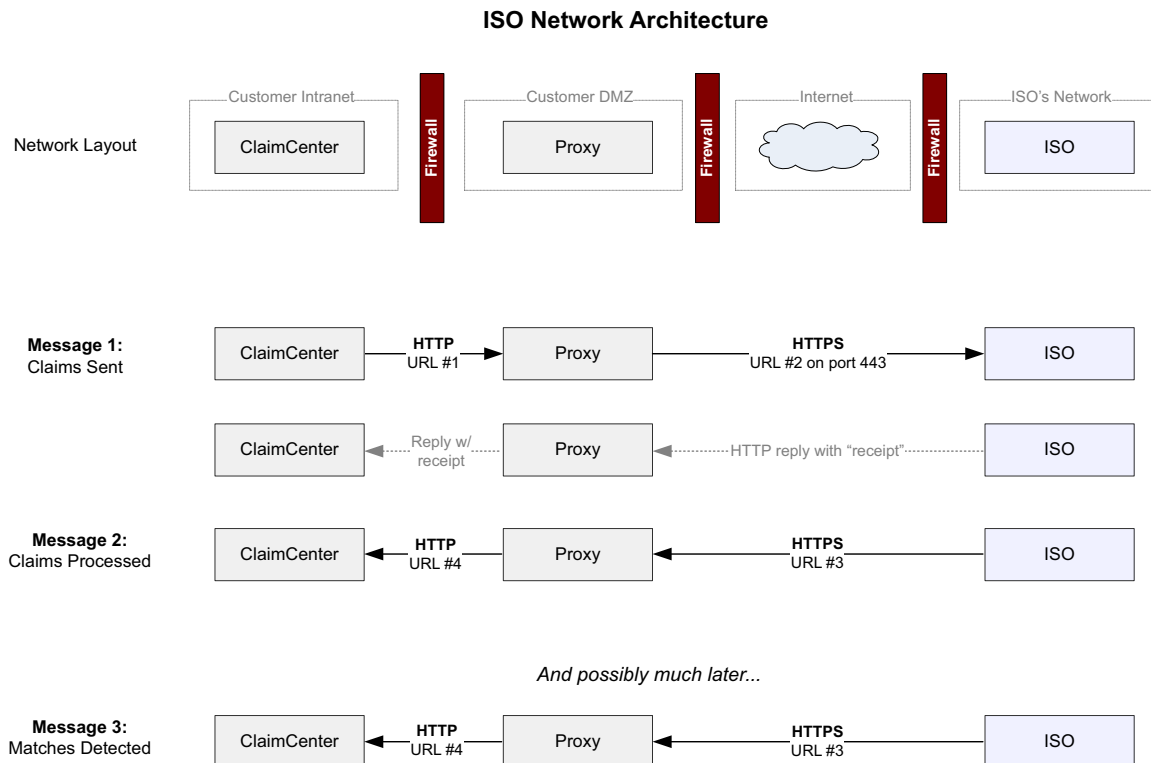 ISO Network Architecture
Customer Intranet
Customer DMZ
Internet
ISO's Network
Network Layout
ClaimCenter
Firewall
Proxy
Firewall
Firewall
ISO
Message 1:
Claims Sent
ClaimCenter
HTTP
URL #1
Proxy
HTTPS
URL #2 on port 443
ISO
ClaimCenter
Reply w/
receipt
Proxy
HTTP reply with “receipt”
ISO
Message 2:
Claims Processed
ClaimCenter
HTTP
URL #4
Proxy
HTTPS
URL #3
ISO
And possibly much later...
Message 3:
Matches Detected
ClaimCenter
HTTP
URL #4
Proxy
HTTPS
URL #3
ISO